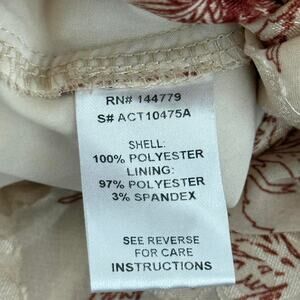 RN# 144779
S# ACT10475A
SHELL:
100% POLYESTER
LINING:
97% POLYESTER
3% SPANDEX
SEE REVERSE
FOR CARE
INSTRUCTIONS